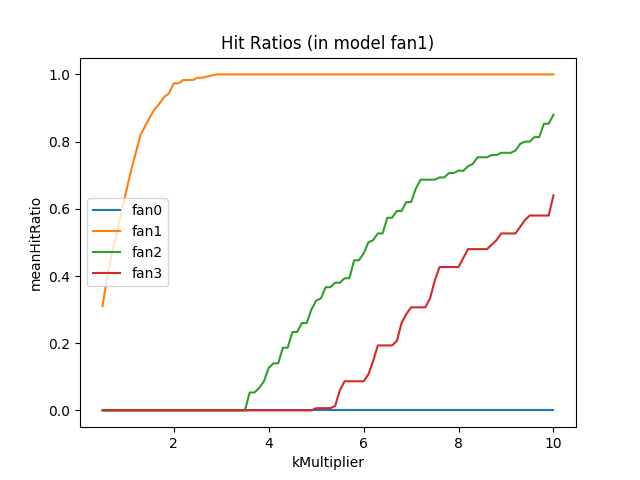 Hit Ratios (in model fan1)
meanHitRatio
1.0
0.8
0.6
0.4
0.2
0.0
fan0
fan1
fan2
fan3
2
4
6
8
10
kMultiplier